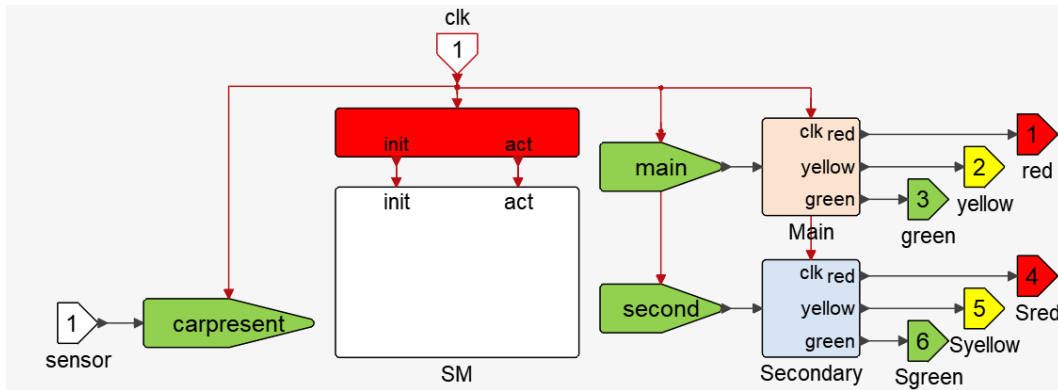 clk
1
init act
init act
SM
1
sensor
carpresent
main
second
clk red
yellow
green
Main
clk red
yellow
green
Secondary
1
red
2
yellow
3
green
4
Sred
5
Syellow
6
Sgreen